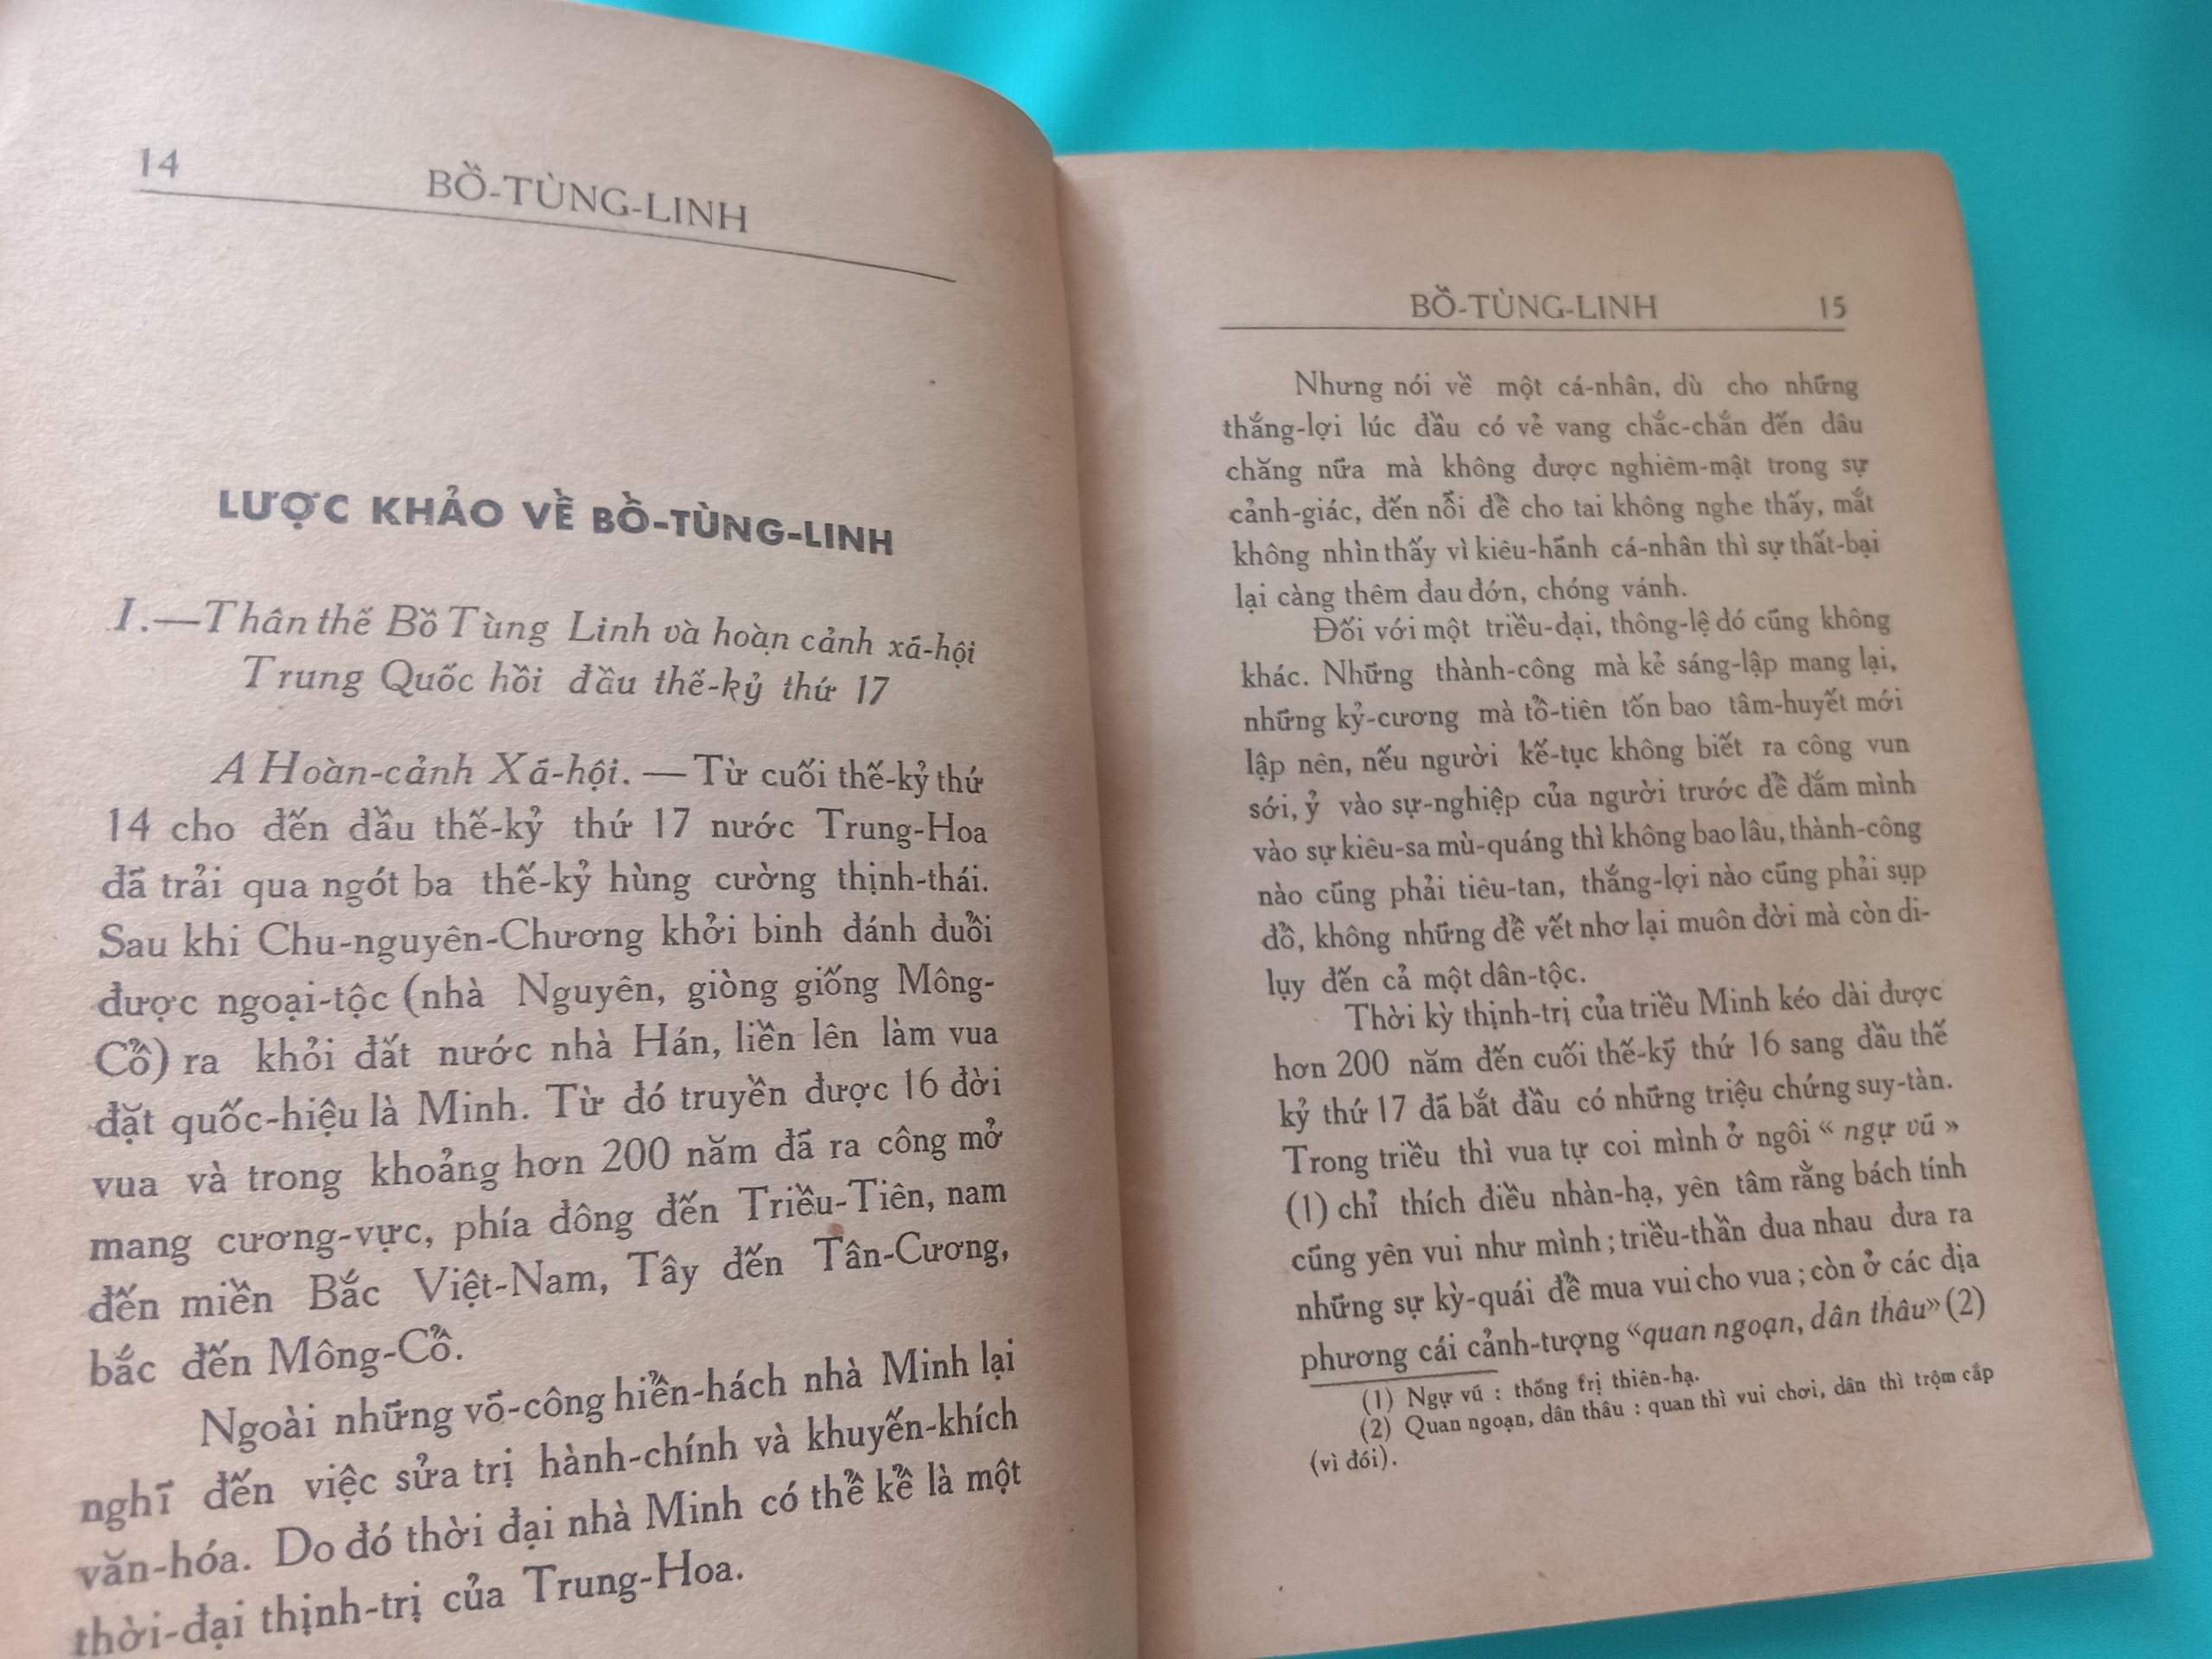 14
BỒ-TÙNG-LINH
LƯỢC KHẢO VỀ BỒ-TÙNG-LINH
I.—Thân thế Bồ Tùng Linh và hoàn cảnh xã-hội
Trung Quốc hồi đầu thế-kỷ thứ 17
A Hoàn-cảnh Xã-hội. — Từ cuối thế-kỷ thứ
14 cho đến đầu thế-kỷ thứ 17 nước Trung-Hoa
đã trải qua ngót ba thế-kỷ hùng cường thịnh-thái.
Sau khi Chu-nguyên-Chương khởi binh đánh đuổi
được ngoại-tộc (nhà Nguyên, giòng giống Mông-
Cổ) ra khỏi đất nước nhà Hán, liền lên làm vua
đặt quốc-hiệu là Minh. Từ đó truyền được 16 đời
vua và trong khoảng hơn 200 năm đã ra công mở
mang cương-vực, phía đông đến Triều-Tiên, nam
đến miền Bắc Việt-Nam, Tây đến Tân-Cương,
bắc đến Mông-Cổ.
Ngoài những võ-công hiển-hách nhà Minh lại
nghĩ đến việc sửa trị hành-chính và khuyến-khích
văn-hóa. Do đó thời đại nhà Minh có thể kể là một
thời-đại thịnh-trị của Trung-Hoa.
BỒ-TÙNG-LINH 15
Nhưng nói về một cá-nhân, dù cho những
thắng-lợi lúc đầu có vẻ vang chắc-chắn đến đâu
chăng nữa mà không được nghiêm-mật trong sự
cảnh-giác, đến nỗi để cho tai không nghe thấy, mắt
không nhìn thấy vì kiêu-hãnh cá-nhân thì sự thất-bại
lại càng thêm đau đớn, chóng vánh.
Đối với một triều-đại, thông-lệ đó cũng không
khác. Những thành-công mà kẻ sáng-lập mang lại,
những kỷ-cương mà tổ-tiên tốn bao tâm-huyết mới
lập nên, nếu người kế-tục không biết ra công vun
sới, ỷ vào sự-nghiệp của người trước để đắm mình
vào sự kiêu-sa mù-quáng thì không bao lâu, thành-công
nào cũng phải tiêu-tan, thắng-lợi nào cũng phải sụp
đổ, không những để vết nhơ lại muôn đời mà còn di-
lụy đến cả một dân-tộc.
Thời kỳ thịnh-trị của triều Minh kéo dài được
hơn 200 năm đến cuối thế-kỹ thứ 16 sang đầu thế
kỷ thứ 17 đã bắt đầu có những triệu chứng suy-tàn.
Trong triều thì vua tự coi mình ở ngôi « ngự vũ »
(1) chỉ thích điều nhàn-hạ, yên tâm rằng bách tính
cũng yên vui như mình ; triều-thần đua nhau đưa ra
những sự kỳ-quái để mua vui cho vua ; còn ở các địa
phương cái cảnh-tượng «quan ngoạn, dân thâu» (2)
(1) Ngự vũ : thống trị thiên-hạ.
(2) Quan ngoạn, dân thâu : quan thì vui chơi, dân thì trộm cắp
(vì đói).